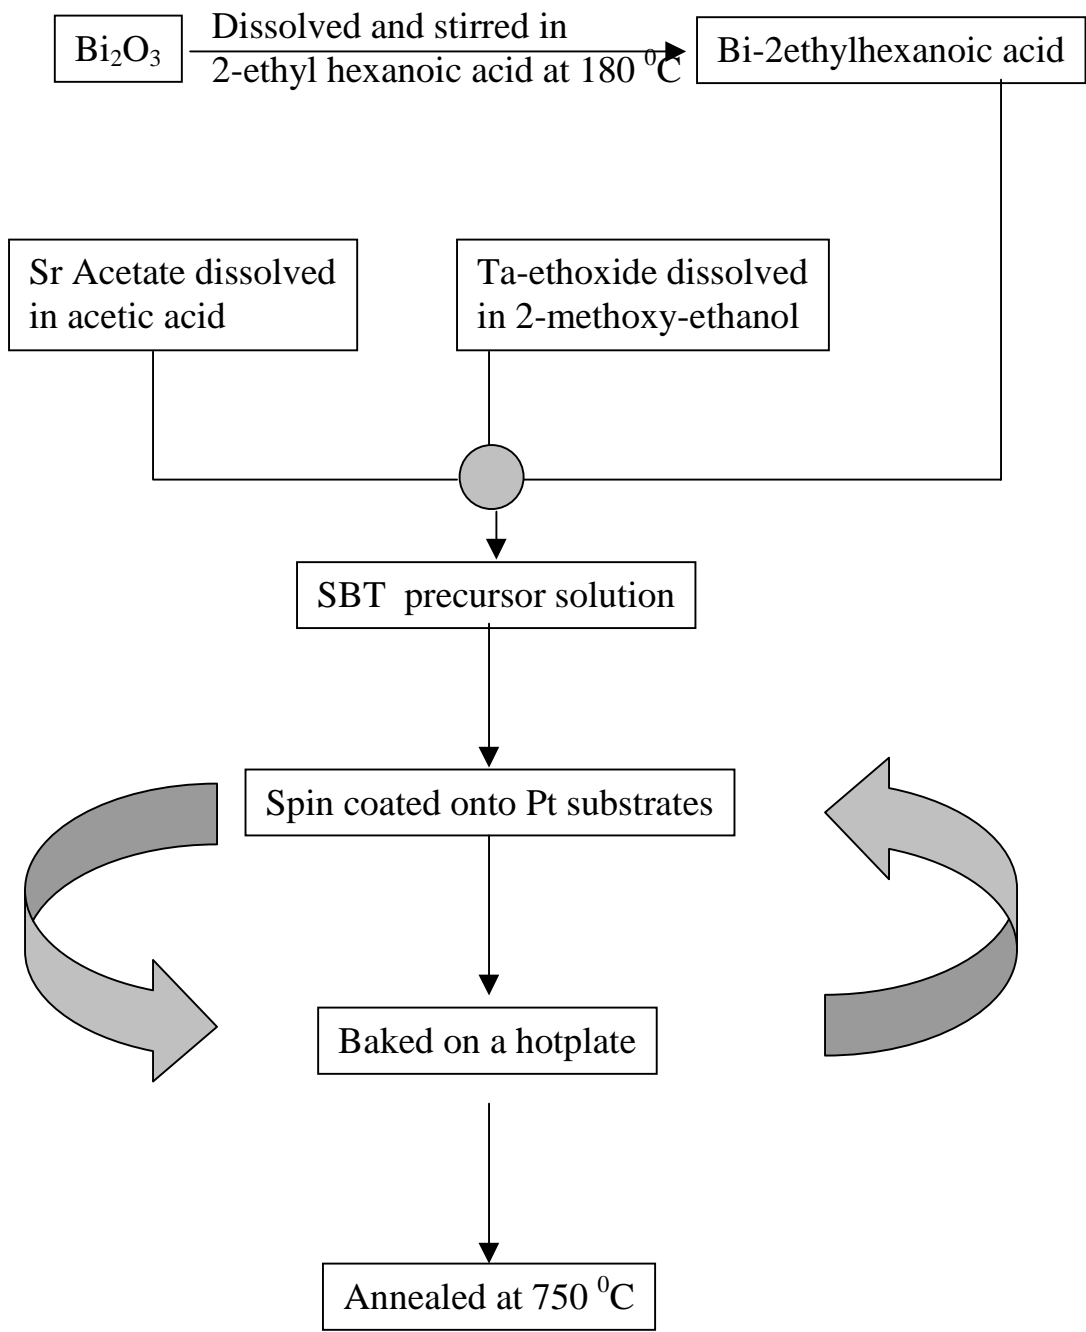 Bi₂O₃
Dissolved and stirred in
2-ethyl hexanoic acid at 180 ⁰C
Bi-2ethylhexanoic acid
Sr Acetate dissolved
in acetic acid
Ta-ethoxide dissolved
in 2-methoxy-ethanol
SBT precursor solution
Spin coated onto Pt substrates
Baked on a hotplate
Annealed at 750 ⁰C